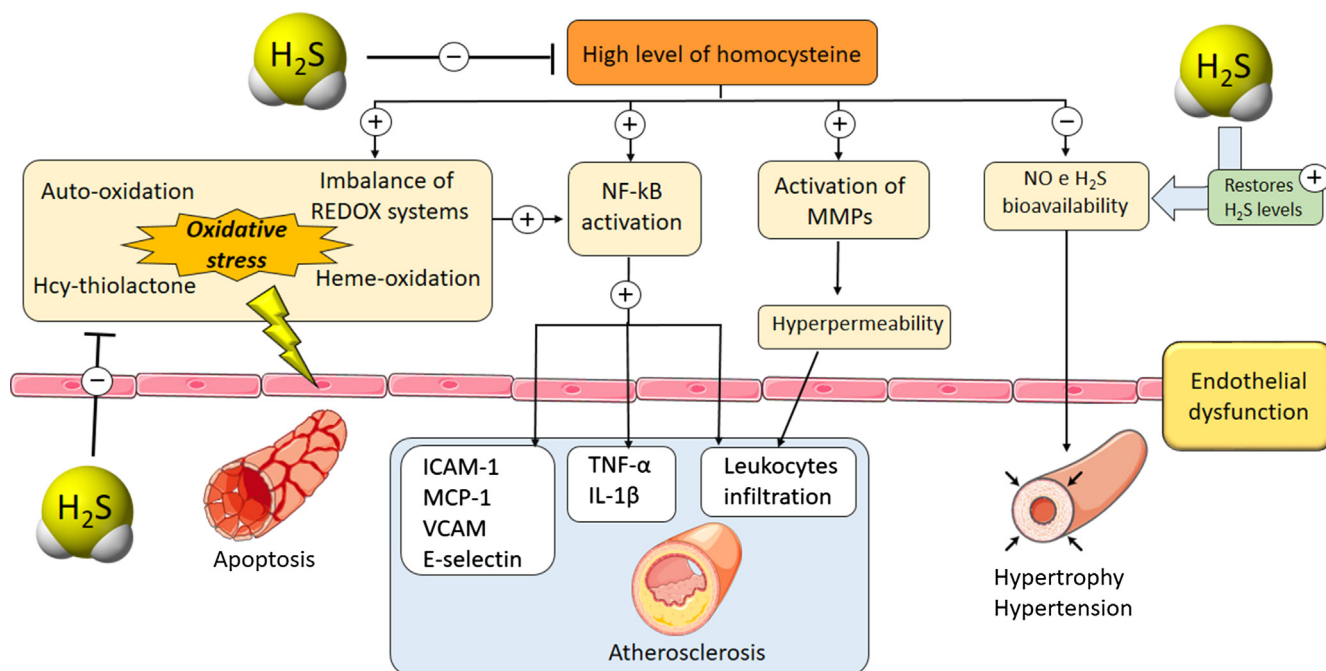 H₂S
High level of homocysteine
H₂S
−
+
+
+
−
Auto-oxidation
Imbalance of
REDOX systems
Oxidative
stress
Hcy-thiolactone
Heme-oxidation
+
NF-kB
activation
Activation of
MMPs
NO e H₂S
bioavailability
Restores
H₂S levels
+
+
Hyperpermeability
−
Endothelial
dysfunction
H₂S
Apoptosis
ICAM-1
MCP-1
VCAM
E-selectin
TNF-α
IL-1β
Leukocytes
infiltration
Atherosclerosis
Hypertrophy
Hypertension